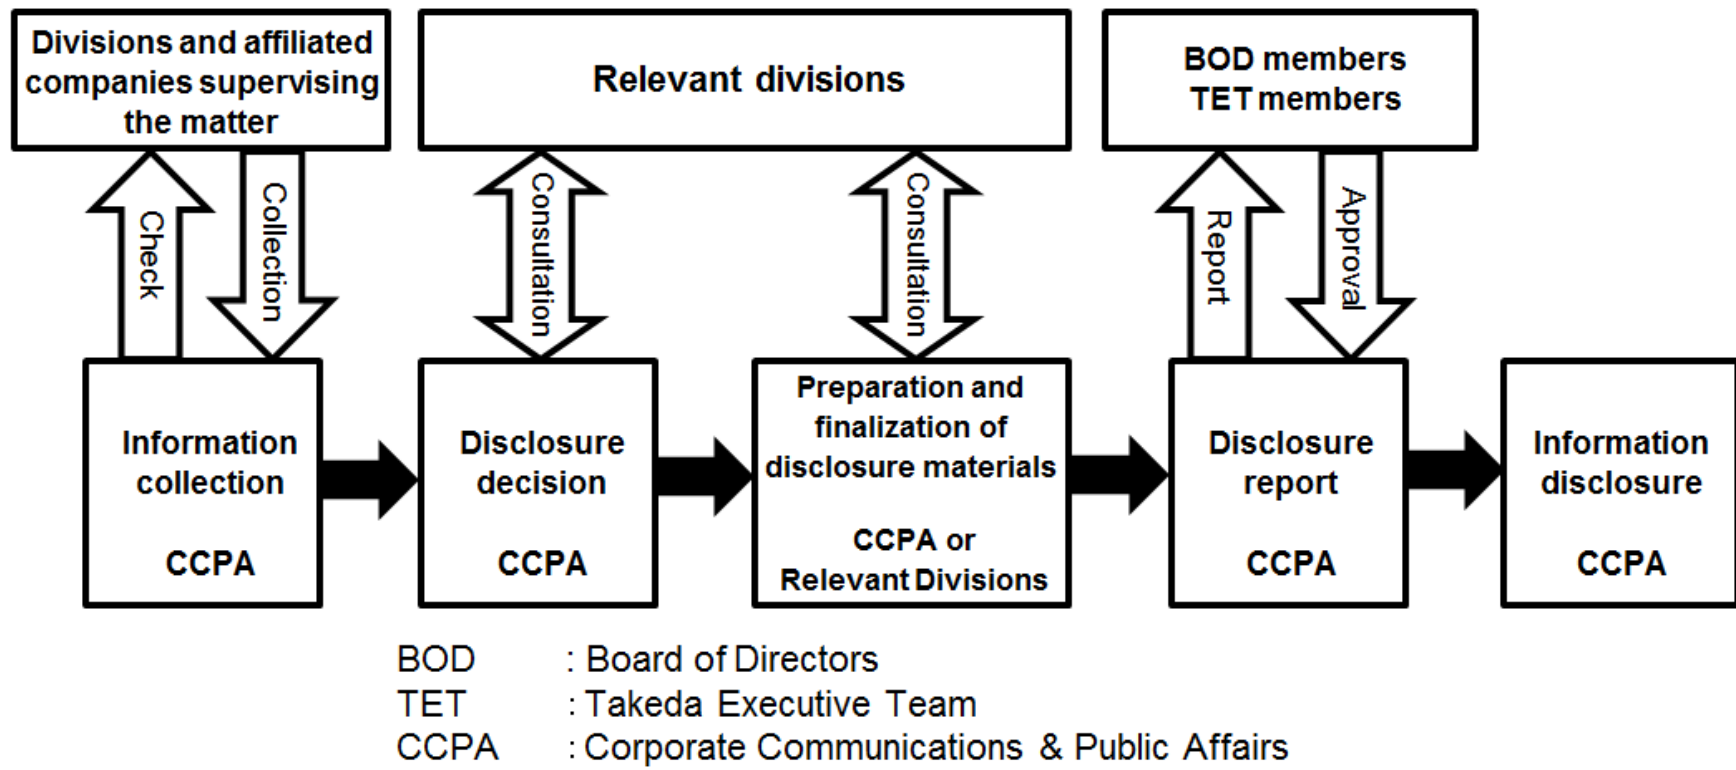 Divisions and affiliated
companies supervising
the matter
Relevant divisions
BOD members
TET members
Check
Collection
Consultation
Consultation
Report
Approval
Information
collection
CCPA
Disclosure
decision
CCPA
Preparation and
finalization of
disclosure materials
CCPA or
Relevant Divisions
Disclosure
report
CCPA
Information
disclosure
CCPA
BOD : Board of Directors
TET : Takeda Executive Team
CCPA : Corporate Communications & Public Affairs